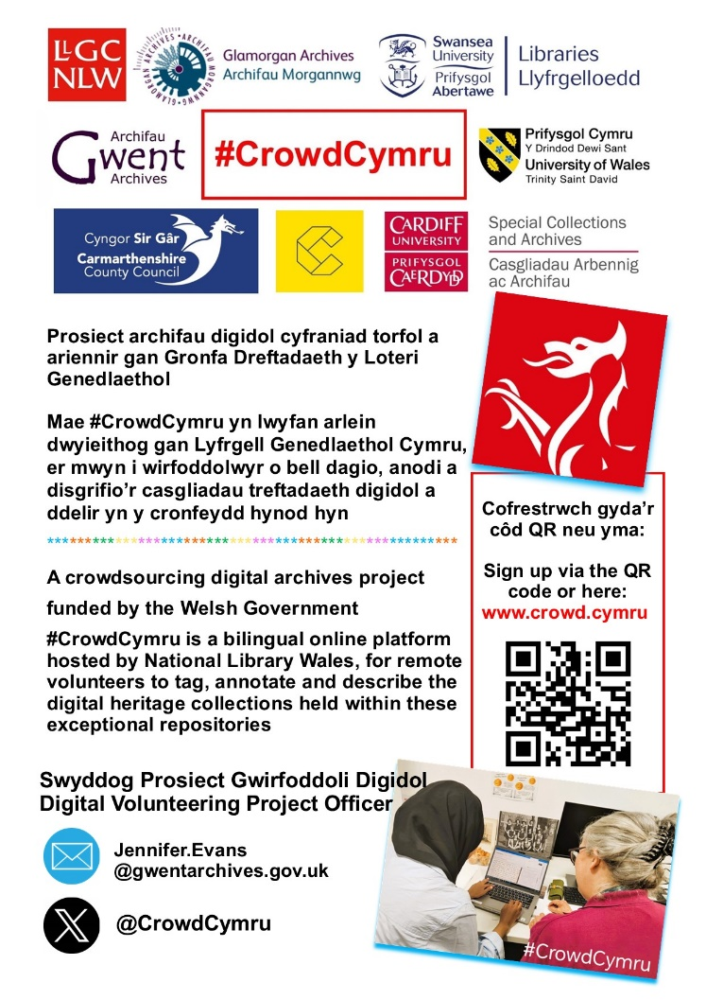 LLGC
NLW
GLAMORGAN ARCHIVES • ARCHIFAU MORGANNWG •
Glamorgan Archives
Archifau Morgannwg
Swansea
University
Prifysgol
Abertawe
Libraries
Llyfrgelloedd
Archifau
Gwent
Archives
#CrowdCymru
Prifysgol Cymru
Y Drindod Dewi Sant
University of Wales
Trinity Saint David
Cyngor Sir Gâr
Carmarthenshire
County Council
CARDIFF
UNIVERSITY
PRIFYSGOL
CAERDYDD
Special Collections
and Archives
Casgliadau Arbennig
ac Archifau
Prosiect archifau digidol cyfraniad torfol a
ariennir gan Gronfa Dreftadaeth y Loteri
Genedlaethol
Mae #CrowdCymru yn lwyfan arlein
dwyieithog gan Lyfrgell Genedlaethol Cymru,
er mwyn i wirfoddolwyr o bell dagio, anodi a
disgrifio’r casgliadau treftadaeth digidol a
ddelir yn y cronfeydd hynod hyn
******************************************************
A crowdsourcing digital archives project
funded by the Welsh Government
#CrowdCymru is a bilingual online platform
hosted by National Library Wales, for remote
volunteers to tag, annotate and describe the
digital heritage collections held within these
exceptional repositories
Cofrestrwch gyda’r
côd QR neu yma:
Sign up via the QR
code or here:
www.crowd.cymru
Swyddog Prosiect Gwirfoddoli Digidol
Digital Volunteering Project Officer
Jennifer.Evans
@gwentarchives.gov.uk
@CrowdCymru
#CrowdCymru